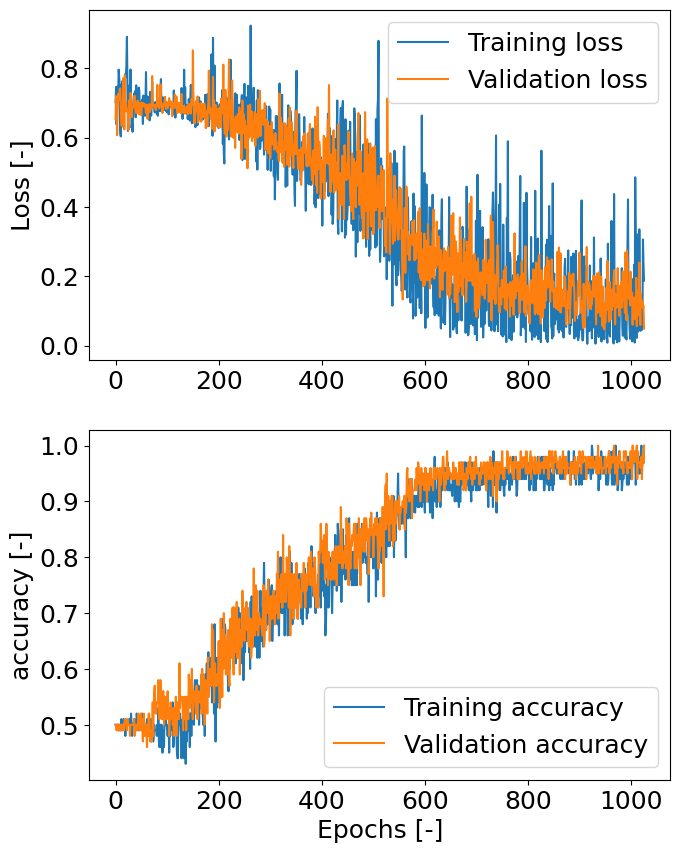 Training loss
Validation loss
Loss [-]
0.8
0.6
0.4
0.2
0.0
0 200 400 600 800 1000
1.0
0.9
0.8
0.7
0.6
0.5
accuracy [-]
Training accuracy
Validation accuracy
0 200 400 600 800 1000
Epochs [-]